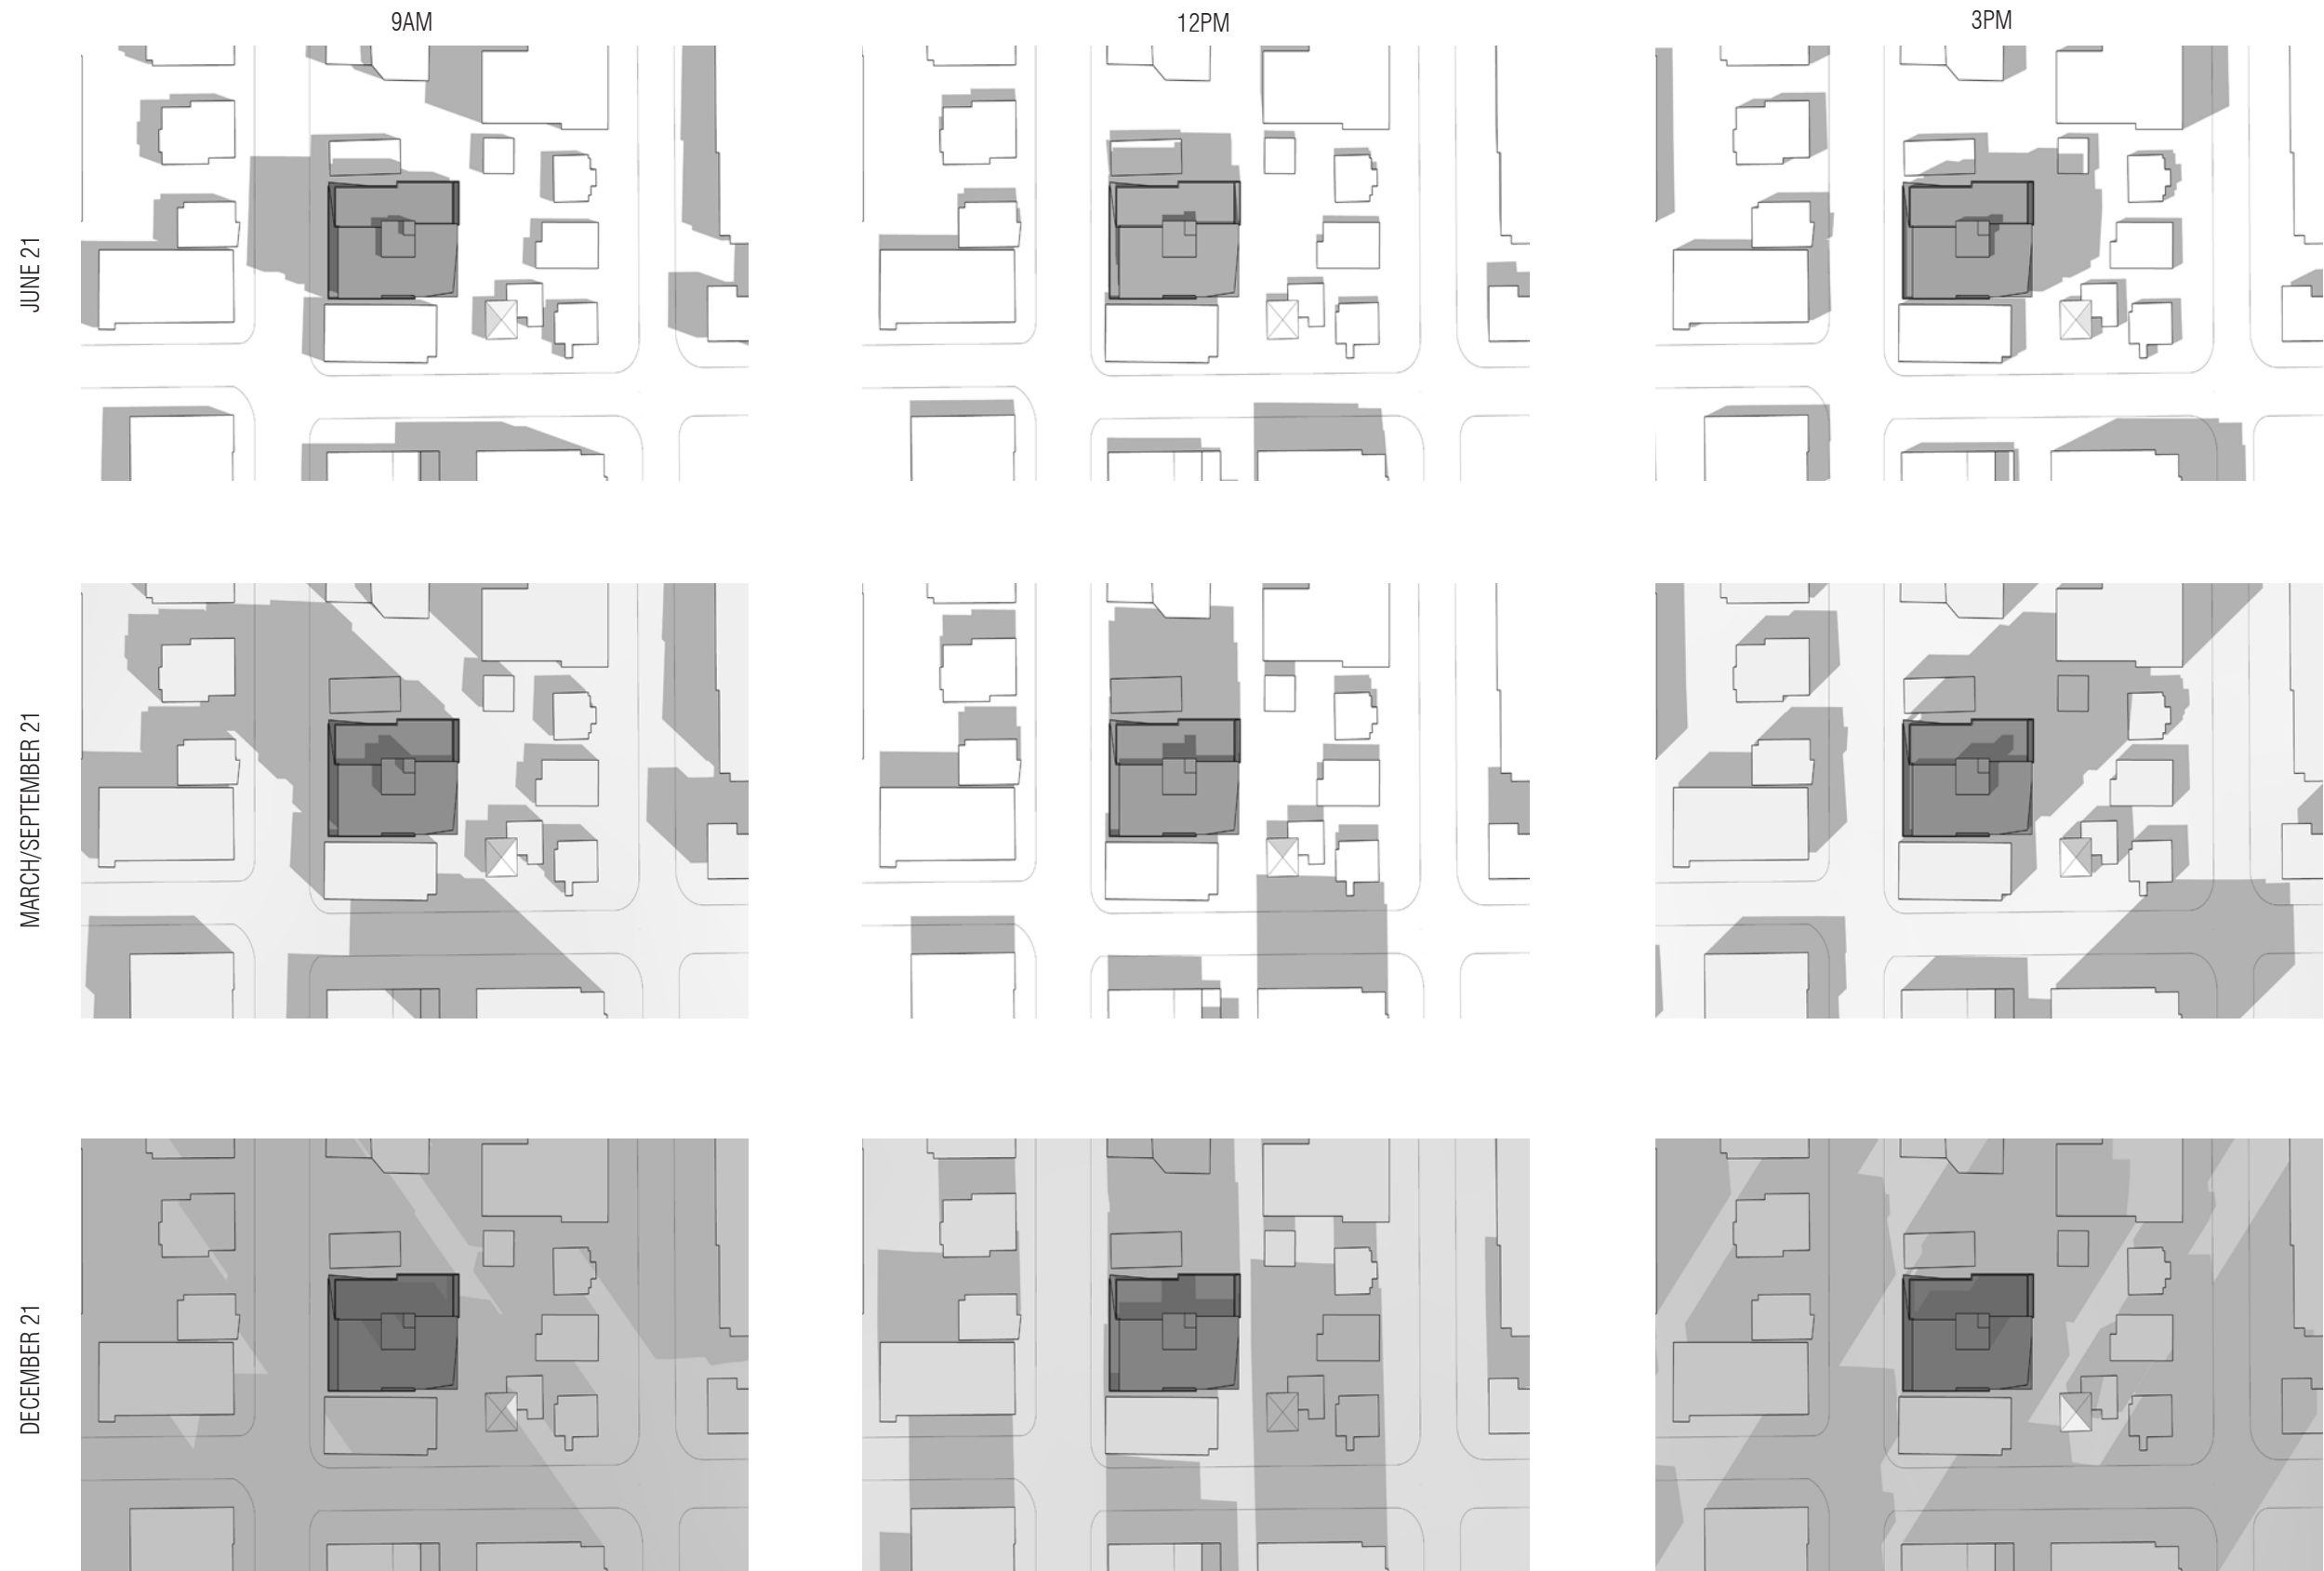 9AM
12PM
3PM
JUNE 21
MARCH/SEPTEMBER 21
DECEMBER 21